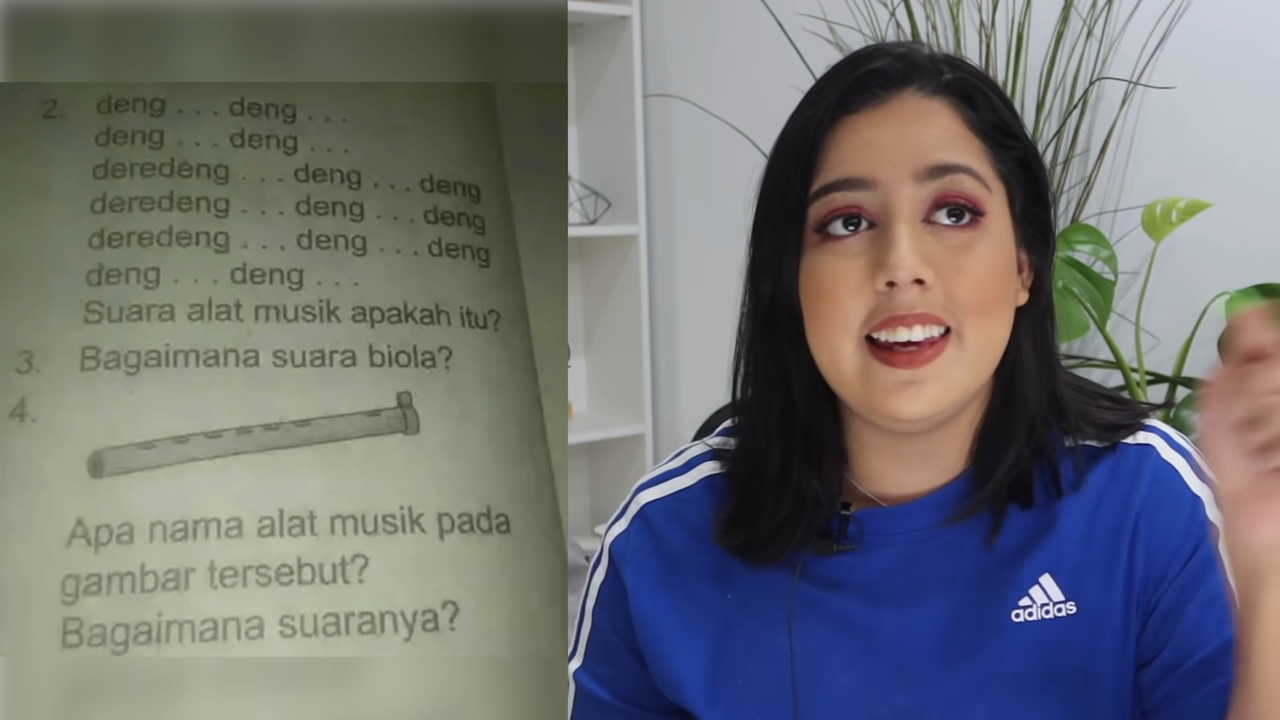 2. deng . . . deng . . .
deng . . . deng . . .
deredeng . . . deng . . . deng
deredeng . . . deng . . . deng
deredeng . . . deng . . . deng
deng . . . deng . . .
Suara alat musik apakah itu?
3. Bagaimana suara biola?
4.
Apa nama alat musik pada
gambar tersebut?
Bagaimana suaranya?
adidas